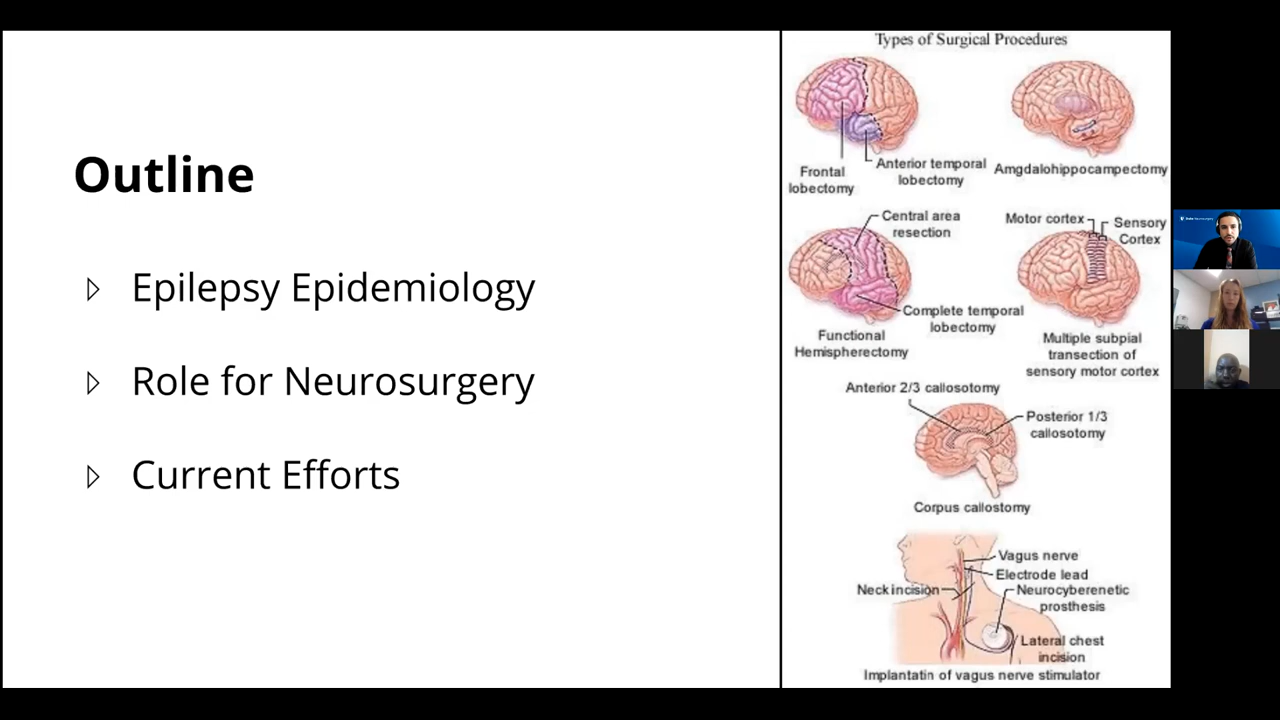 Outline
Epilepsy Epidemiology
Role for Neurosurgery
Current Efforts
Types of Surgical Procedures
Frontal
lobectomy
Anterior temporal
lobectomy
Amgdalohippocampectomy
Central area
resection
Complete temporal
lobectomy
Functional
Hemispherectomy
Motor cortex
Sensory
Cortex
Multiple subpial
transection of
sensory motor cortex
Anterior 2/3 callosotomy
Posterior 1/3
callosotomy
Corpus callostomy
Vagus nerve
Electrode lead
Neck incision
Neurocyberenetic
prosthesis
Lateral chest
incision
Implantatin of vagus nerve stimulator